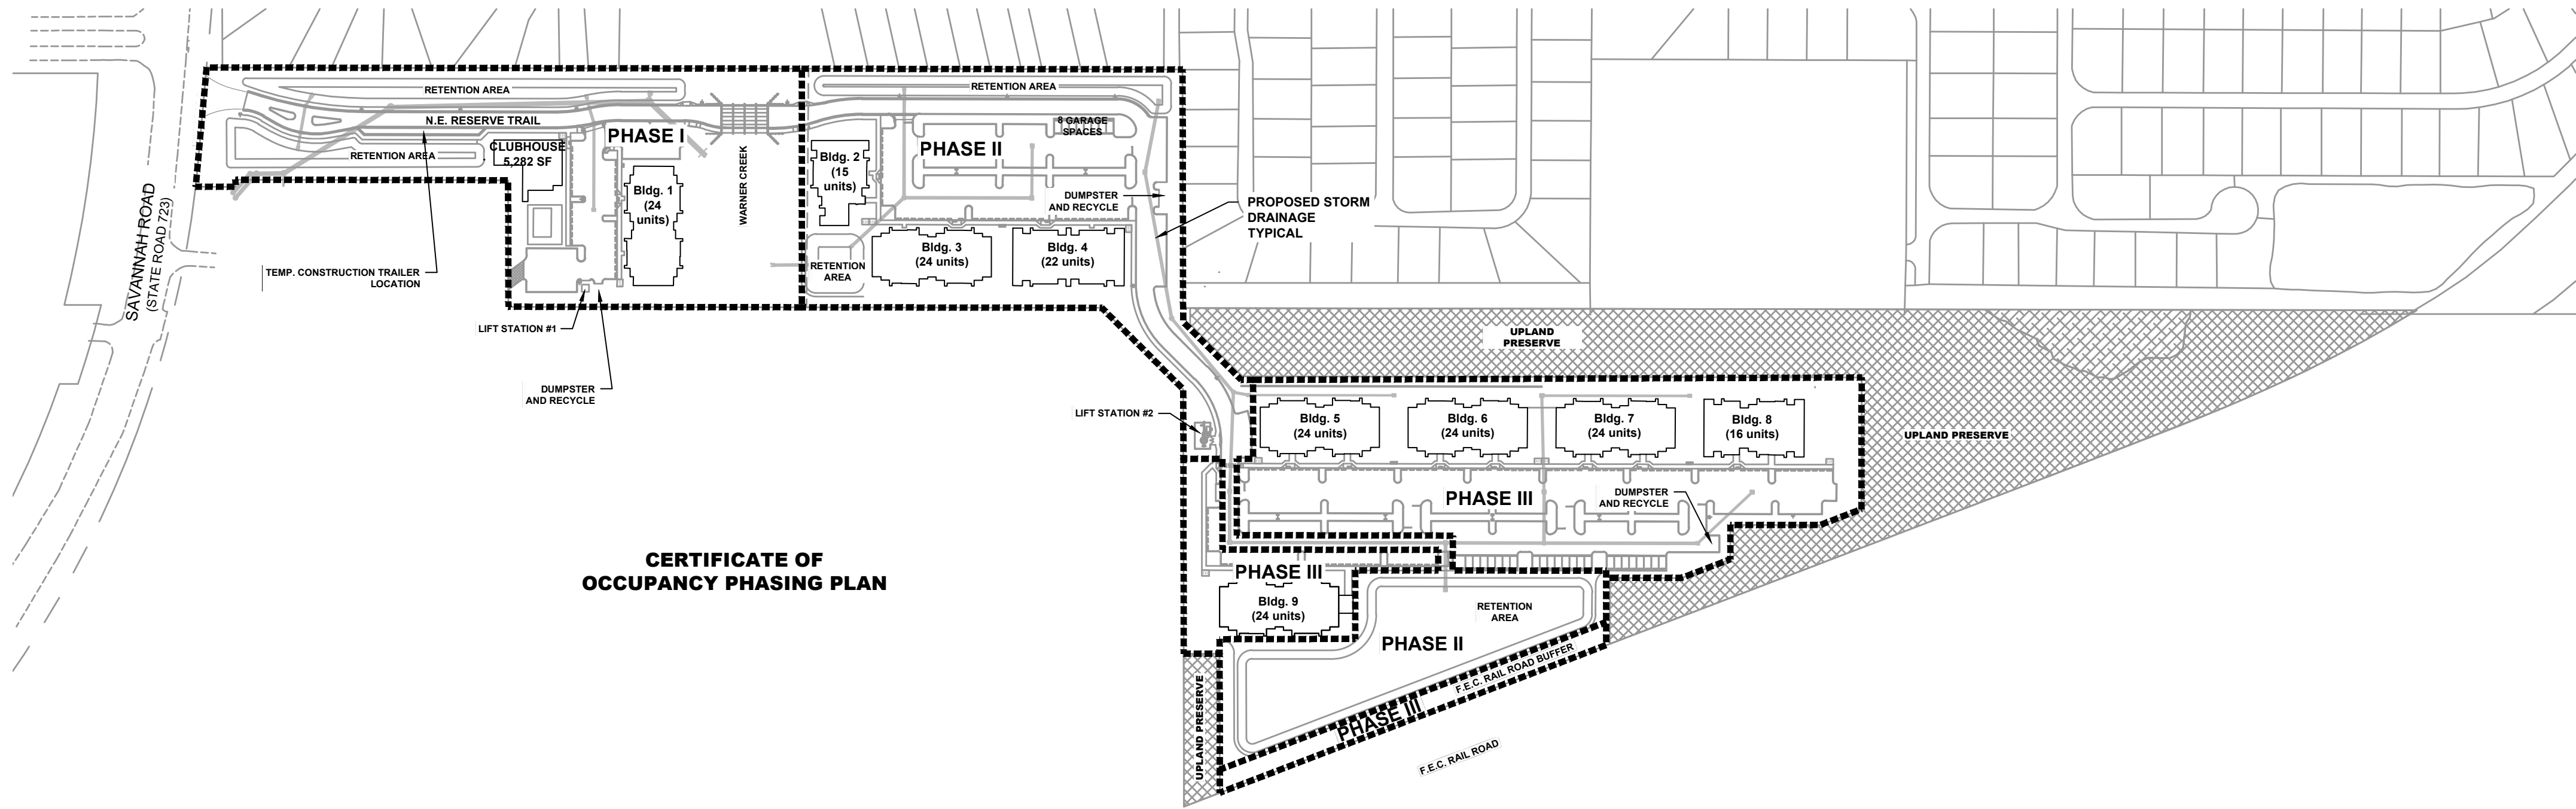 RETENTION AREA
N.E. RESERVE TRAIL
RETENTION AREA
CLUBHOUSE
5,282 SF
PHASE I
Bldg. 1
(24
units)
WARNER CREEK
SAVANNAH ROAD
(STATE ROAD 723)
TEMP. CONSTRUCTION TRAILER
LOCATION
LIFT STATION #1
DUMPSTER
AND RECYCLE
RETENTION AREA
8 GARAGE
SPACES
PHASE II
Bldg. 2
(15
units)
DUMPSTER
AND RECYCLE
PROPOSED STORM
DRAINAGE
TYPICAL
Bldg. 3
(24 units)
Bldg. 4
(22 units)
RETENTION
AREA
UPLAND
PRESERVE
LIFT STATION #2
Bldg. 5
(24 units)
Bldg. 6
(24 units)
Bldg. 7
(24 units)
Bldg. 8
(16 units)
UPLAND PRESERVE
PHASE III
DUMPSTER
AND RECYCLE
CERTIFICATE OF
OCCUPANCY PHASING PLAN
PHASE III
Bldg. 9
(24 units)
RETENTION
AREA
PHASE II
F.E.C. RAIL ROAD BUFFER
PHASE III
UPLAND PRESERVE
F.E.C. RAIL ROAD